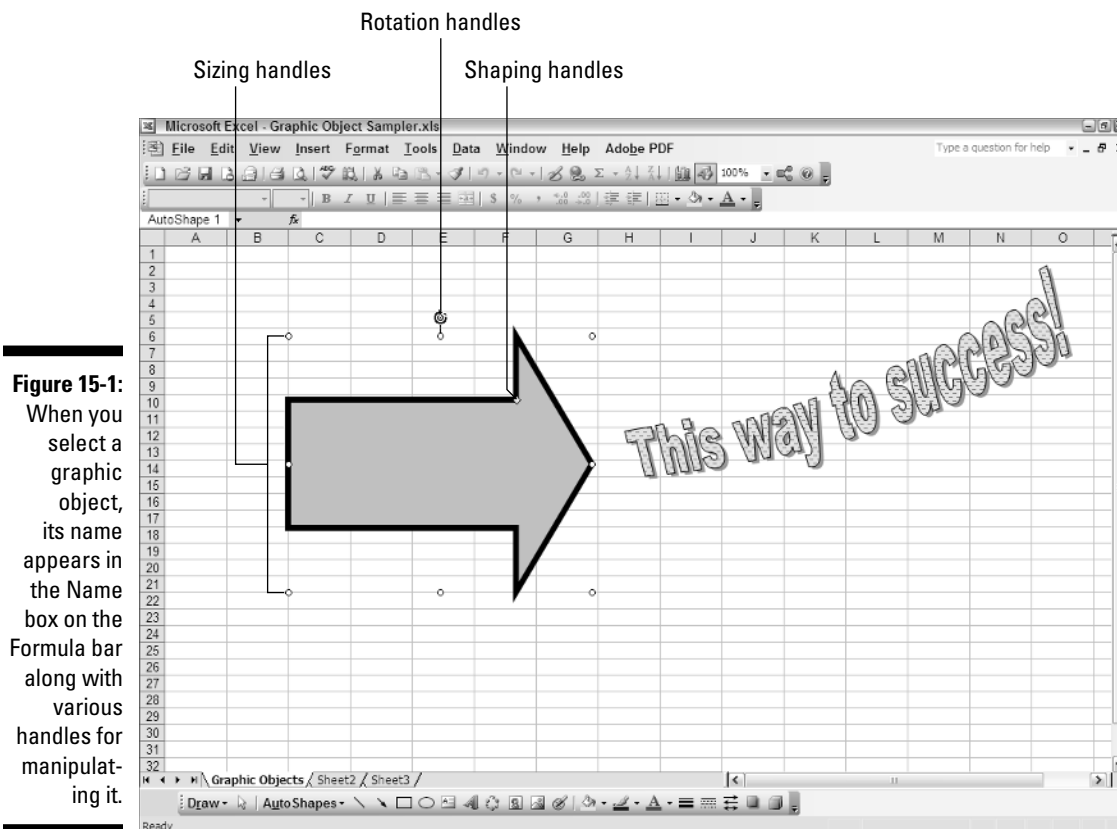 Rotation handles
Sizing handles
Shaping handles
Microsoft Excel - Graphic Object Sampler.xls
File Edit View Insert Format Tools Data Window Help Adobe PDF
Type a question for help
100%
B I U $ % ,
AutoShape 1 fx
A B C D E F G H I J K L M N O
1
2
3
4
5
6
7
8
9
10
11
12
13
14
15
16
17
18
19
20
21
22
23
24
25
26
27
28
29
30
31
32
This way to success!
Figure 15-1:
When you
select a
graphic
object,
its name
appears in
the Name
box on the
Formula bar
along with
various
handles for
manipulat-
ing it.
Graphic Objects / Sheet2 / Sheet3 /
Draw AutoShapes
Ready